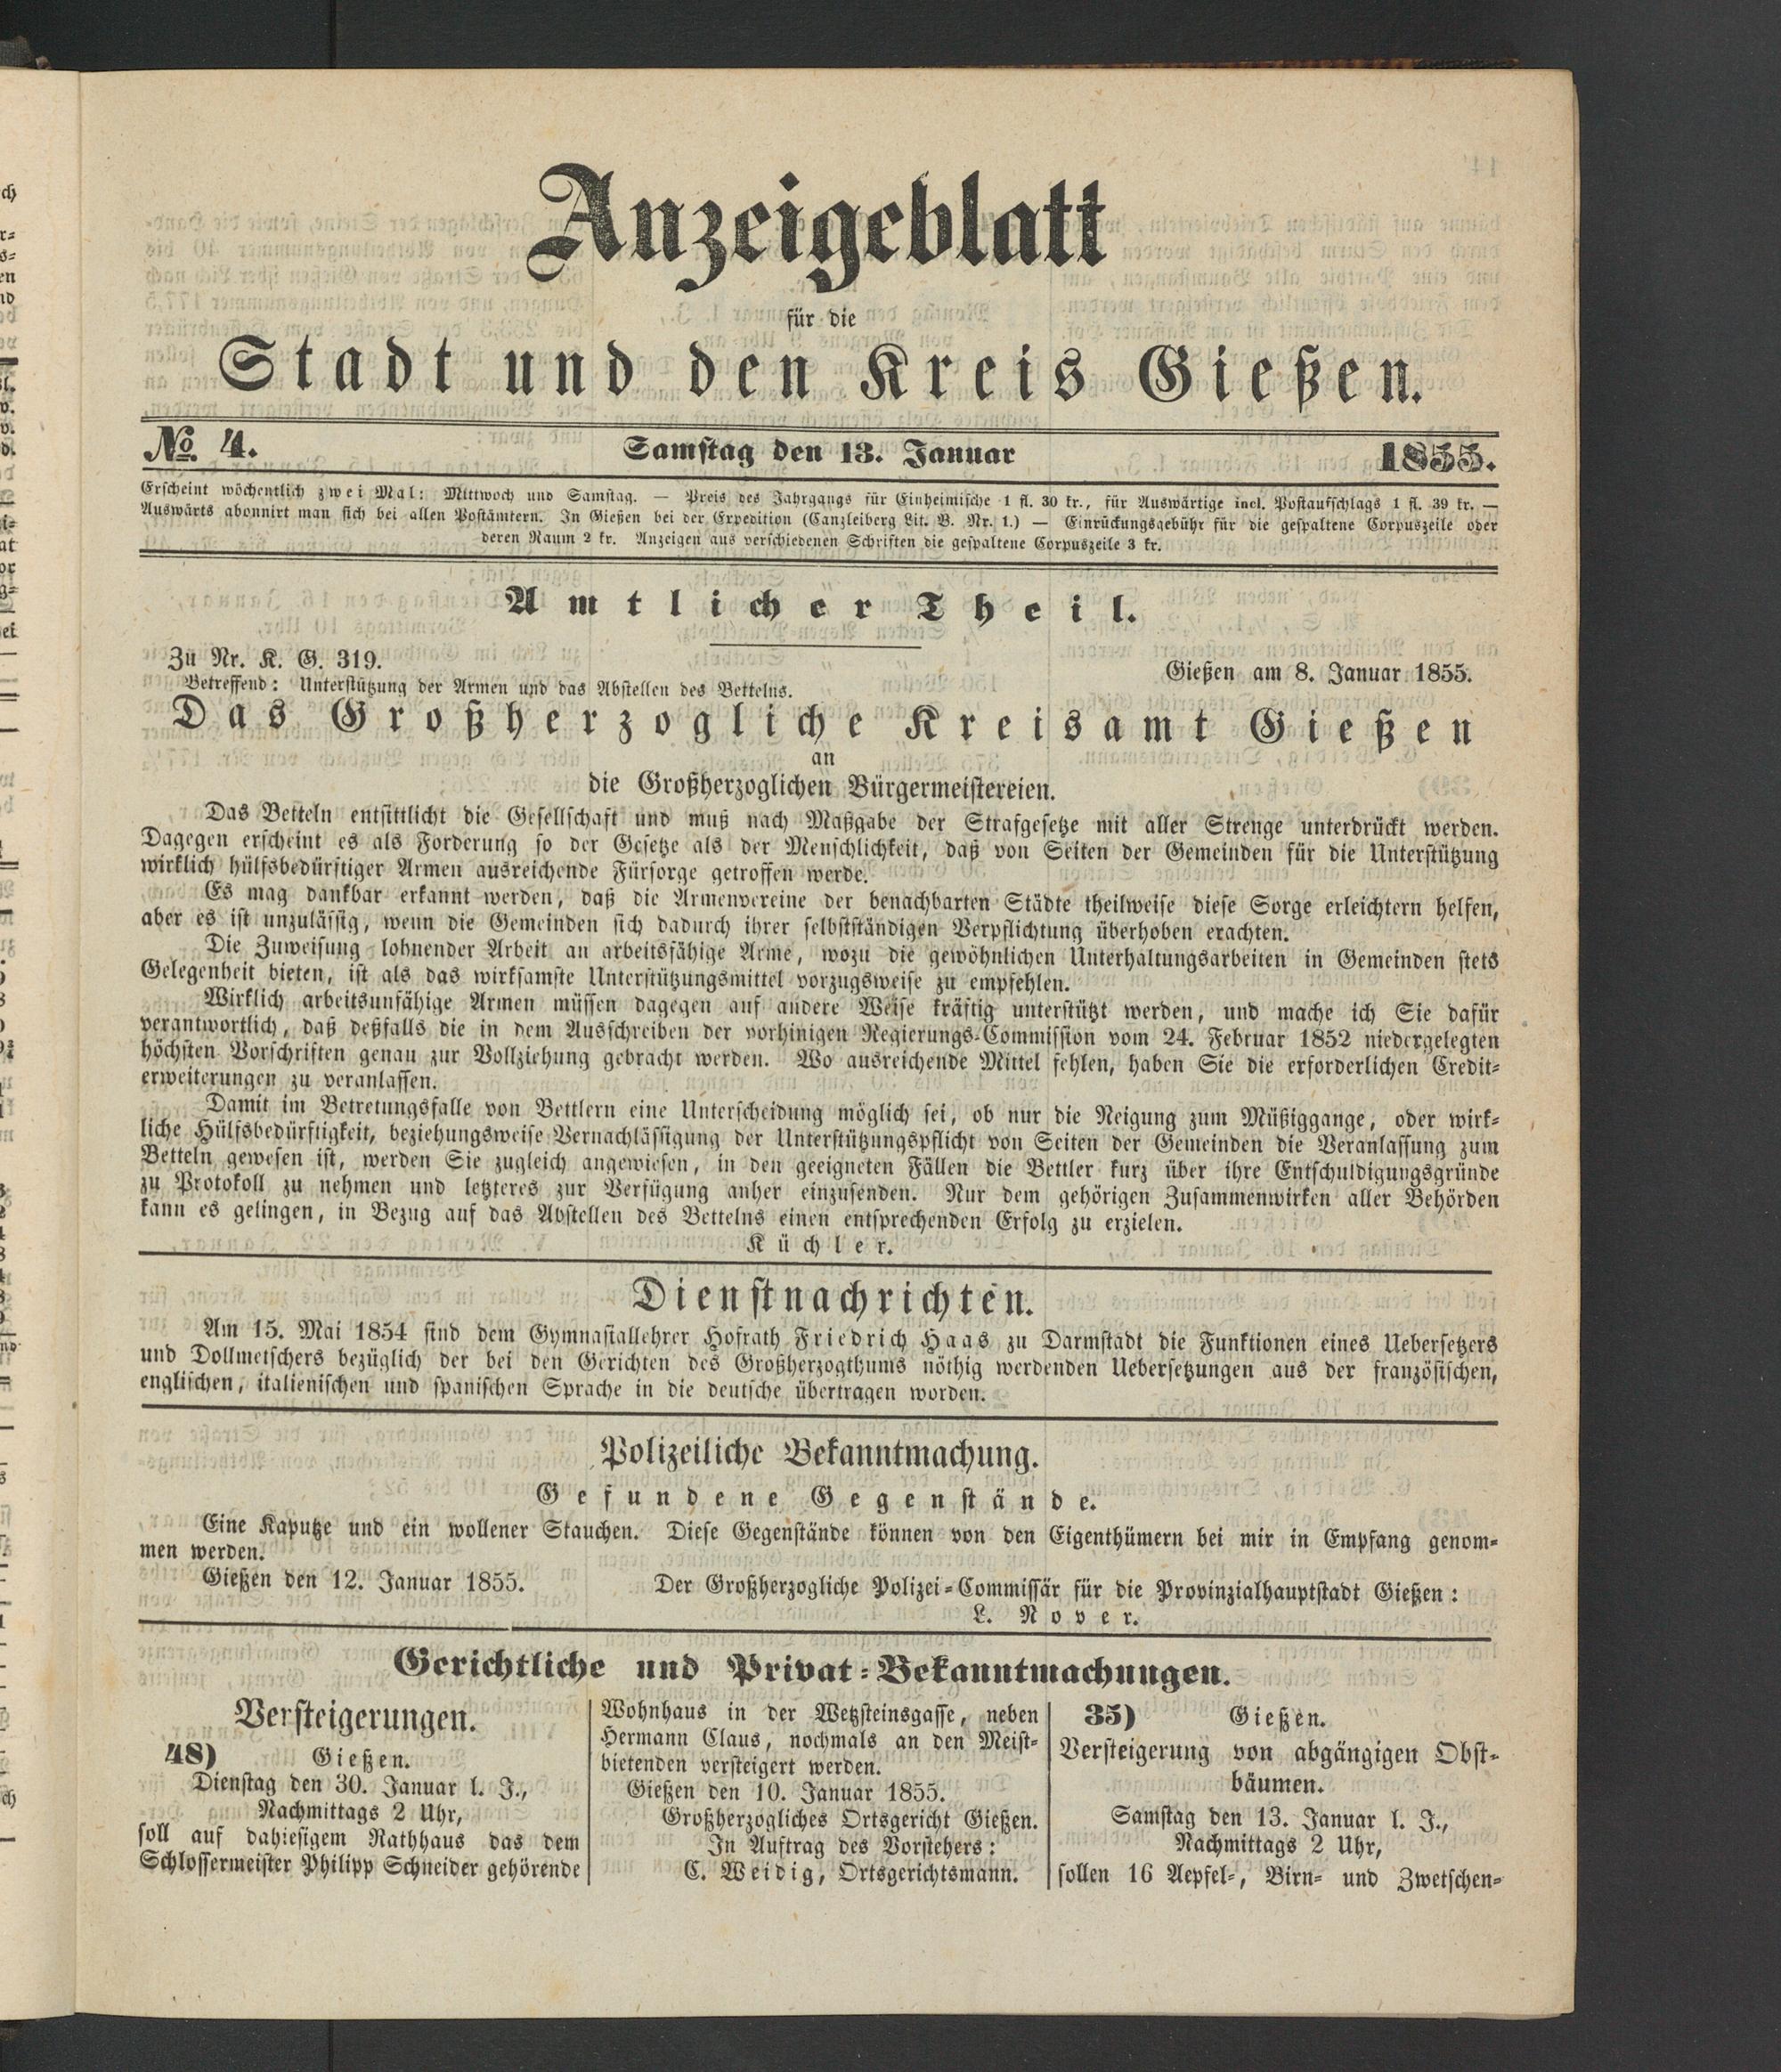 Anzeigeblatt
für die
Stadt und den Kreis Gießen.
No. 4. Samstag den 13. Januar 1855.
Erscheint wöchentlich zwei Mal: Mittwoch und Samstag. — Preis des Jahrgangs für Einheimische 1 fl. 30 kr., für Auswärtige incl. Postaufschlags 1 fl. 39 kr. —
Auswärts abonnirt man sich bei allen Postämtern. In Gießen bei der Expedition (Canzleiberg Lit. B. Nr. 1.) — Einrückungsgebühr für die gespaltene Corpuszeile oder
deren Raum 2 kr. Anzeigen aus verschiedenen Schriften die gespaltene Corpuszeile 3 kr.
Amtlicher Theil.
Zu Nr. K. G. 319.
Gießen am 8. Januar 1855.
Betreffend: Unterstützung der Armen und das Abstellen des Bettelns.
Das Großherzogliche Kreisamt Gießen
an
die Großherzoglichen Bürgermeistereien.
Das Betteln entsittlicht die Gesellschaft und muß nach Maßgabe der Strafgesetze mit aller Strenge unterdrückt werden.
Dagegen erscheint es als Forderung so der Gesetze als der Menschlichkeit, daß von Seiten der Gemeinden für die Unterstützung
wirklich hülfsbedürftiger Armen ausreichende Fürsorge getroffen werde.
Es mag dankbar erkannt werden, daß die Armenvereine der benachbarten Städte theilweise diese Sorge erleichtern helfen,
aber es ist unzulässig, wenn die Gemeinden sich dadurch ihrer selbstständigen Verpflichtung überhoben erachten.
Die Zuweisung lohnender Arbeit an arbeitsfähige Arme, wozu die gewöhnlichen Unterhaltungsarbeiten in Gemeinden stets
Gelegenheit bieten, ist als das wirksamste Unterstützungsmittel vorzugsweise zu empfehlen.
Wirklich arbeitsunfähige Armen müssen dagegen auf andere Weise kräftig unterstützt werden, und mache ich Sie dafür
verantwortlich, daß deßfalls die in dem Ausschreiben der vorhinigen Regierungs-Commission vom 24. Februar 1852 niedergelegten
höchsten Vorschriften genau zur Vollziehung gebracht werden. Wo ausreichende Mittel fehlen, haben Sie die erforderlichen Credit-
erweiterungen zu veranlassen.
Damit im Betretungsfalle von Bettlern eine Unterscheidung möglich sei, ob nur die Neigung zum Müßiggange, oder wirk-
liche Hülfsbedürftigkeit, beziehungsweise Vernachlässigung der Unterstützungspflicht von Seiten der Gemeinden die Veranlassung zum
Betteln gewesen ist, werden Sie zugleich angewiesen, in den geeigneten Fällen die Bettler kurz über ihre Entschuldigungsgründe
zu Protokoll zu nehmen und letzteres zur Verfügung anher einzusenden. Nur dem gehörigen Zusammenwirken aller Behörden
kann es gelingen, in Bezug auf das Abstellen des Bettelns einen entsprechenden Erfolg zu erzielen.
Küchler.
Dienstnachrichten.
Am 15. Mai 1854 sind dem Gymnasiallehrer Hofrath Friedrich Haas zu Darmstadt die Funktionen eines Uebersetzers
und Dollmetschers bezüglich der bei den Gerichten des Großherzogthums nöthig werdenden Uebersetzungen aus der französischen,
englischen, italienischen und spanischen Sprache in die deutsche übertragen worden.
Polizeiliche Bekanntmachung.
Gefundene Gegenstände.
Eine Kaputze und ein wollener Stauchen. Diese Gegenstände können von den Eigenthümern bei mir in Empfang genom-
men werden.
Gießen den 12. Januar 1855. Der Großherzogliche Polizei-Commissär für die Provinzialhauptstadt Gießen:
L. Nover.
Gerichtliche und Privat-Bekanntmachungen.
Versteigerungen.
48) Gießen.
Dienstag den 30. Januar l. J.,
Nachmittags 2 Uhr,
soll auf dahiesigem Rathhaus das dem
Schlossermeister Philipp Schneider gehörende
Wohnhaus in der Wetzsteinsgasse, neben
Hermann Claus, nochmals an den Meist-
bietenden versteigert werden.
Gießen den 10. Januar 1855.
Großherzogliches Ortsgericht Gießen.
In Auftrag des Vorstehers:
C. Weidig, Ortsgerichtsmann.
35) Gießen.
Versteigerung von abgängigen Obst-
bäumen.
Samstag den 13. Januar l. J.,
Nachmittags 2 Uhr,
sollen 16 Aepfel-, Birn- und Zwetschen-